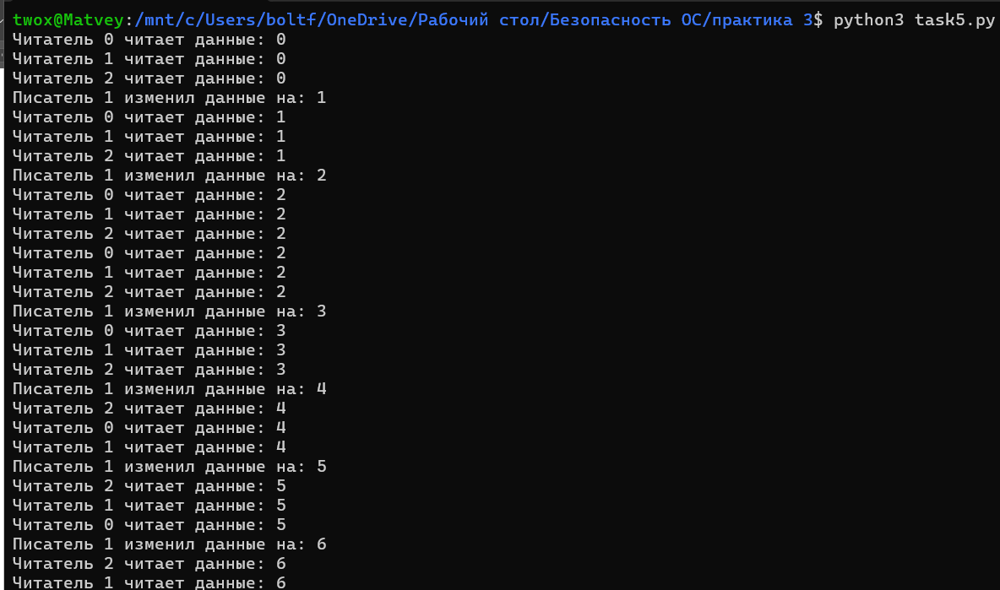 twox@Matvey:/mnt/c/Users/boltf/OneDrive/Рабочий стол/Безопасность ОС/практика 3$ python3 task5.py
Читатель 0 читает данные: 0
Читатель 1 читает данные: 0
Читатель 2 читает данные: 0
Писатель 1 изменил данные на: 1
Читатель 0 читает данные: 1
Читатель 1 читает данные: 1
Читатель 2 читает данные: 1
Писатель 1 изменил данные на: 2
Читатель 0 читает данные: 2
Читатель 1 читает данные: 2
Читатель 2 читает данные: 2
Читатель 0 читает данные: 2
Читатель 1 читает данные: 2
Читатель 2 читает данные: 2
Писатель 1 изменил данные на: 3
Читатель 0 читает данные: 3
Читатель 1 читает данные: 3
Читатель 2 читает данные: 3
Писатель 1 изменил данные на: 4
Читатель 2 читает данные: 4
Читатель 0 читает данные: 4
Читатель 1 читает данные: 4
Писатель 1 изменил данные на: 5
Читатель 2 читает данные: 5
Читатель 1 читает данные: 5
Читатель 0 читает данные: 5
Писатель 1 изменил данные на: 6
Читатель 2 читает данные: 6
Читатель 1 читает данные: 6